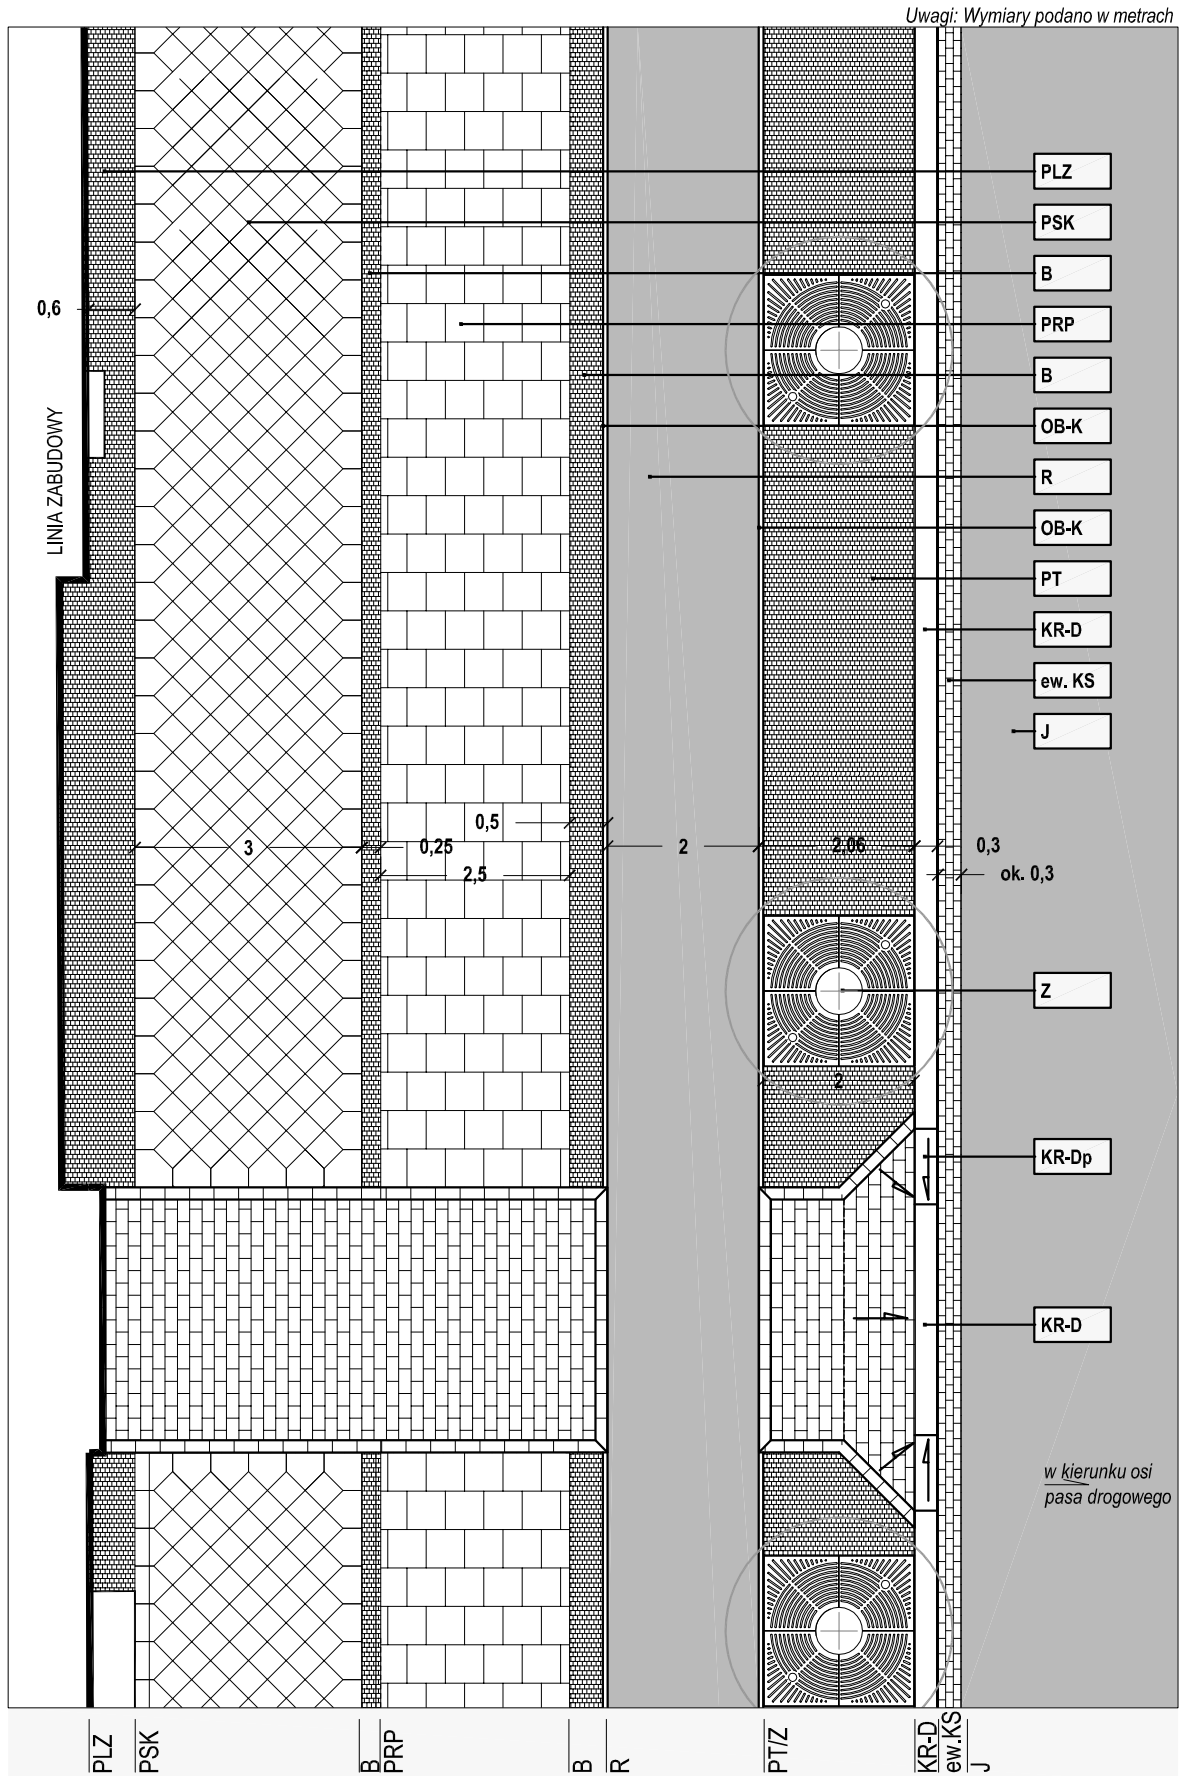 Uwagi: Wymiary podano w metrach
PLZ
PSK
B
0,6
PRP
B
LINIA ZABUDOWY
OB-K
R
OB-K
PT
KR-D
ew. KS
J
0,5
3
0,25
2
2,06
0,3
2,5
ok. 0,3
Z
2
KR-Dp
KR-D
w kierunku osi
pasa drogowego
PLZ
PSK
B
PRP
B
R
PT/Z
KR-D
ew.KS
J